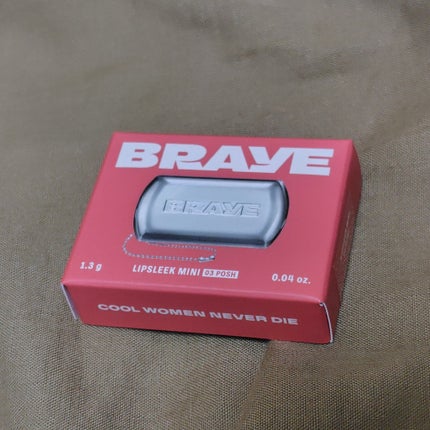 BRAVE
BRAVE
LIPSLEEK MINI 03 POSH
1.3 g
0.04 oz.
COOL WOMEN NEVER DIE